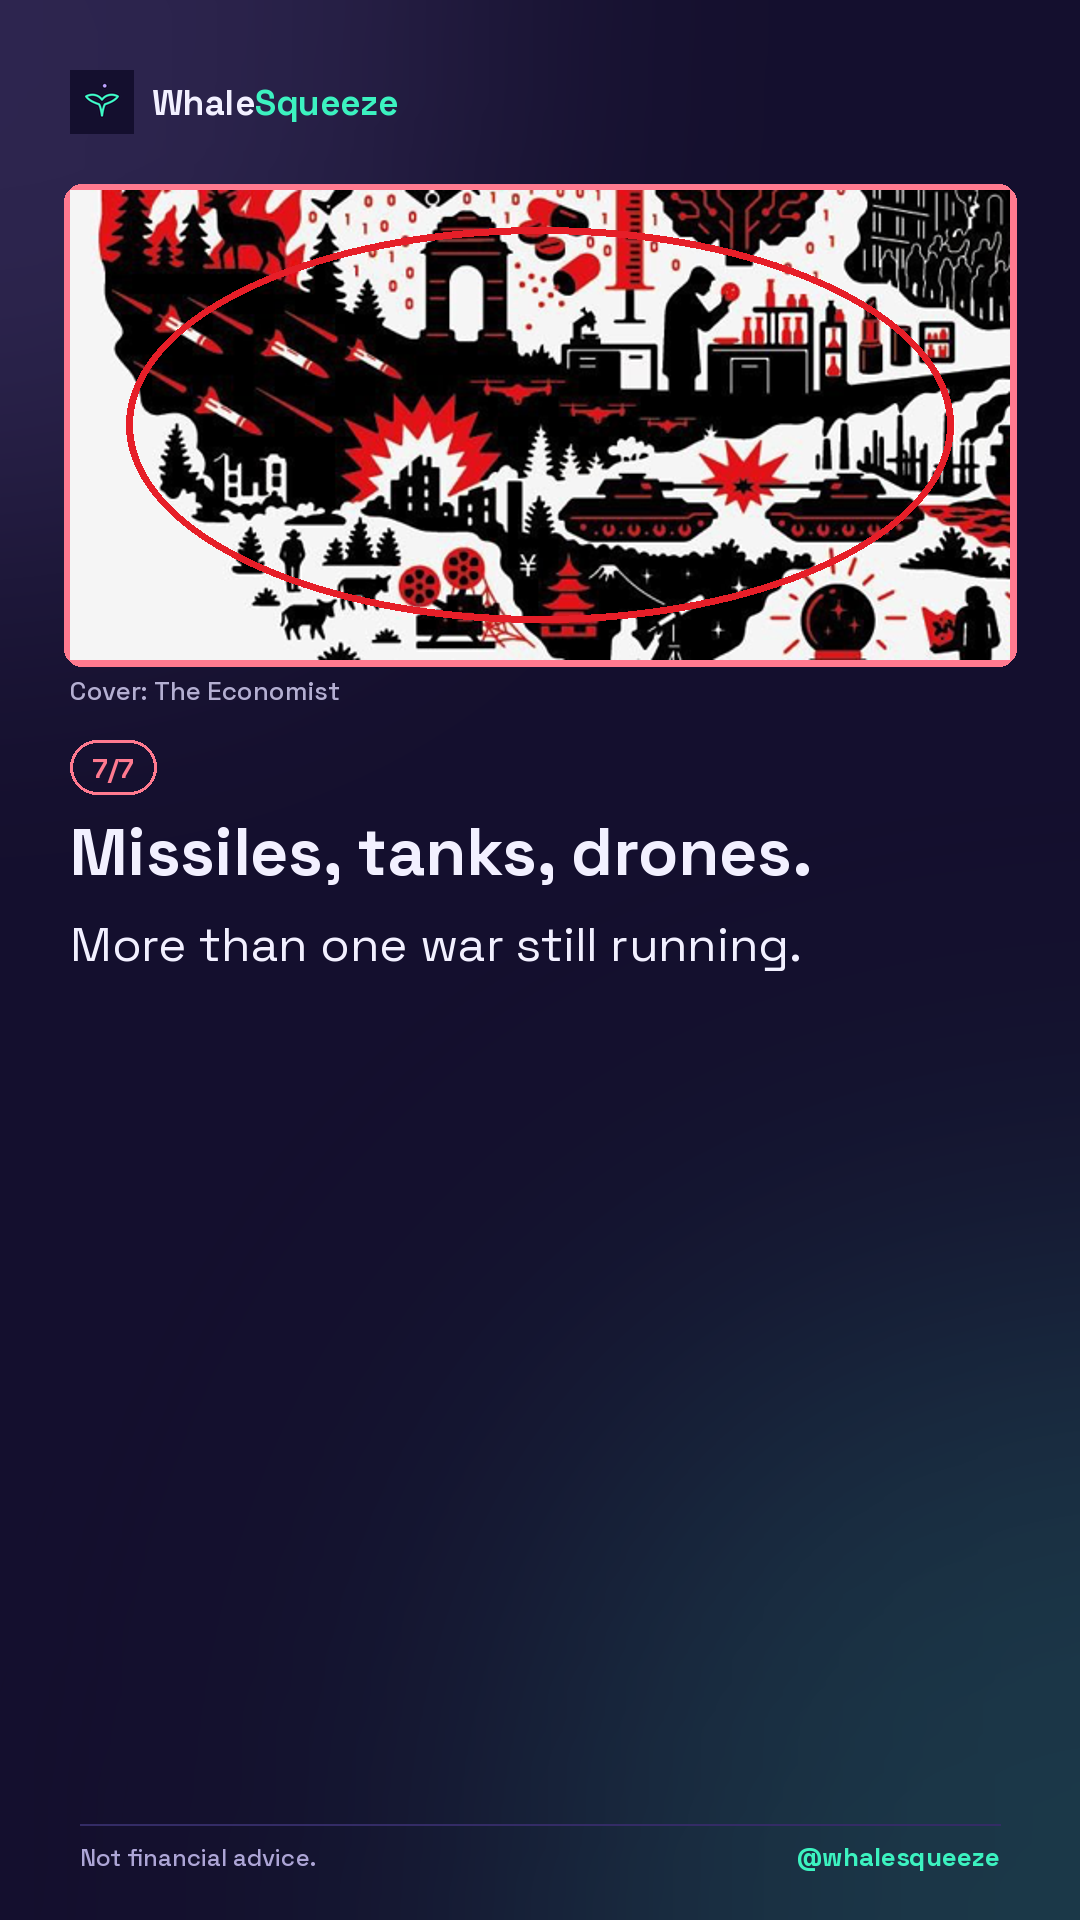 WhaleSqueeze
¥
Cover: The Economist
7/7
Missiles, tanks, drones.
More than one war still running.
Not financial advice.
@whalesqueeze